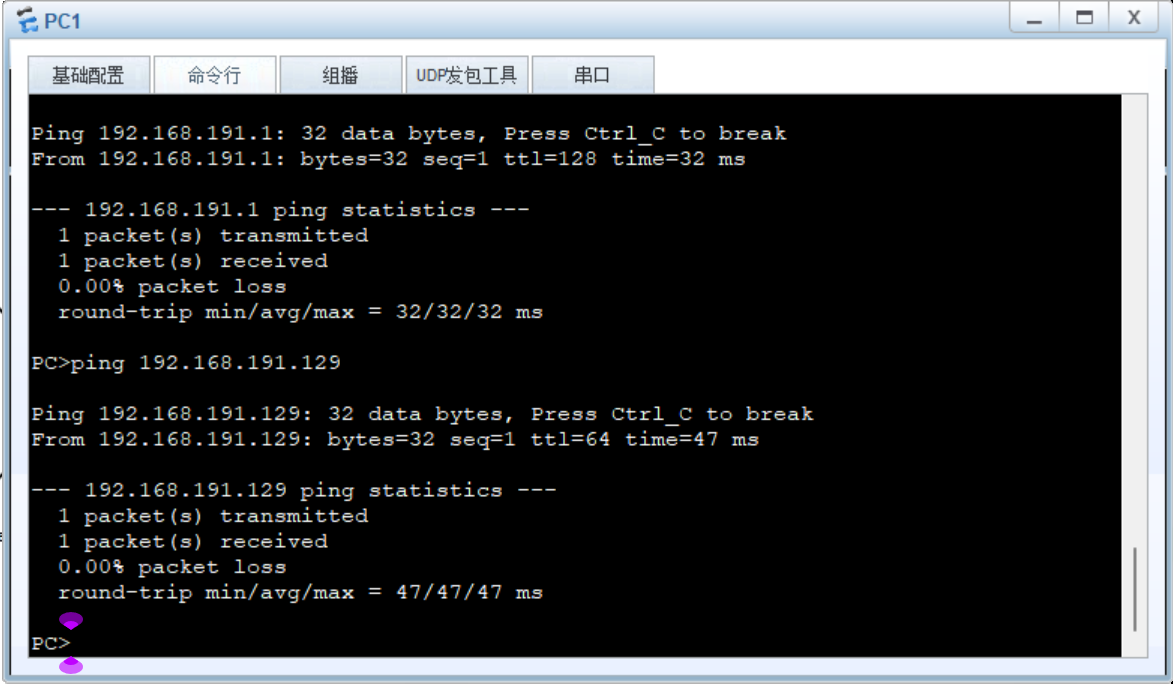 PC1
基础配置 命令行 组播 UDP发包工具 串口
Ping 192.168.191.1: 32 data bytes, Press Ctrl_C to break
From 192.168.191.1: bytes=32 seq=1 ttl=128 time=32 ms
--- 192.168.191.1 ping statistics ---
1 packet(s) transmitted
1 packet(s) received
0.00% packet loss
round-trip min/avg/max = 32/32/32 ms
PC>ping 192.168.191.129
Ping 192.168.191.129: 32 data bytes, Press Ctrl_C to break
From 192.168.191.129: bytes=32 seq=1 ttl=64 time=47 ms
--- 192.168.191.129 ping statistics ---
1 packet(s) transmitted
1 packet(s) received
0.00% packet loss
round-trip min/avg/max = 47/47/47 ms
PC>